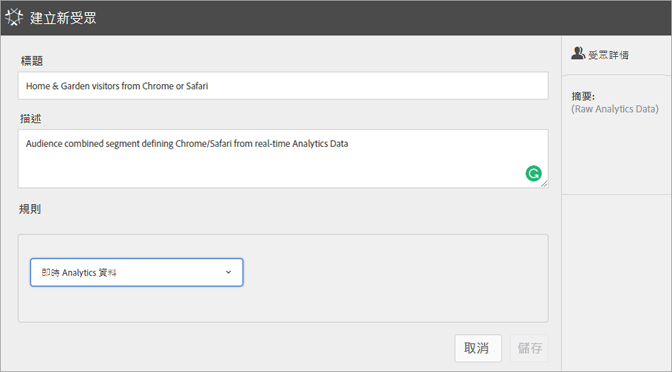 建立新受眾
標題
Home & Garden visitors from Chrome or Safari
描述
Audience combined segment defining Chrome/Safari from real-time Analytics Data
規則
即時 Analytics 資料
取消
儲存
受眾詳情
摘要:
(Raw Analytics Data)